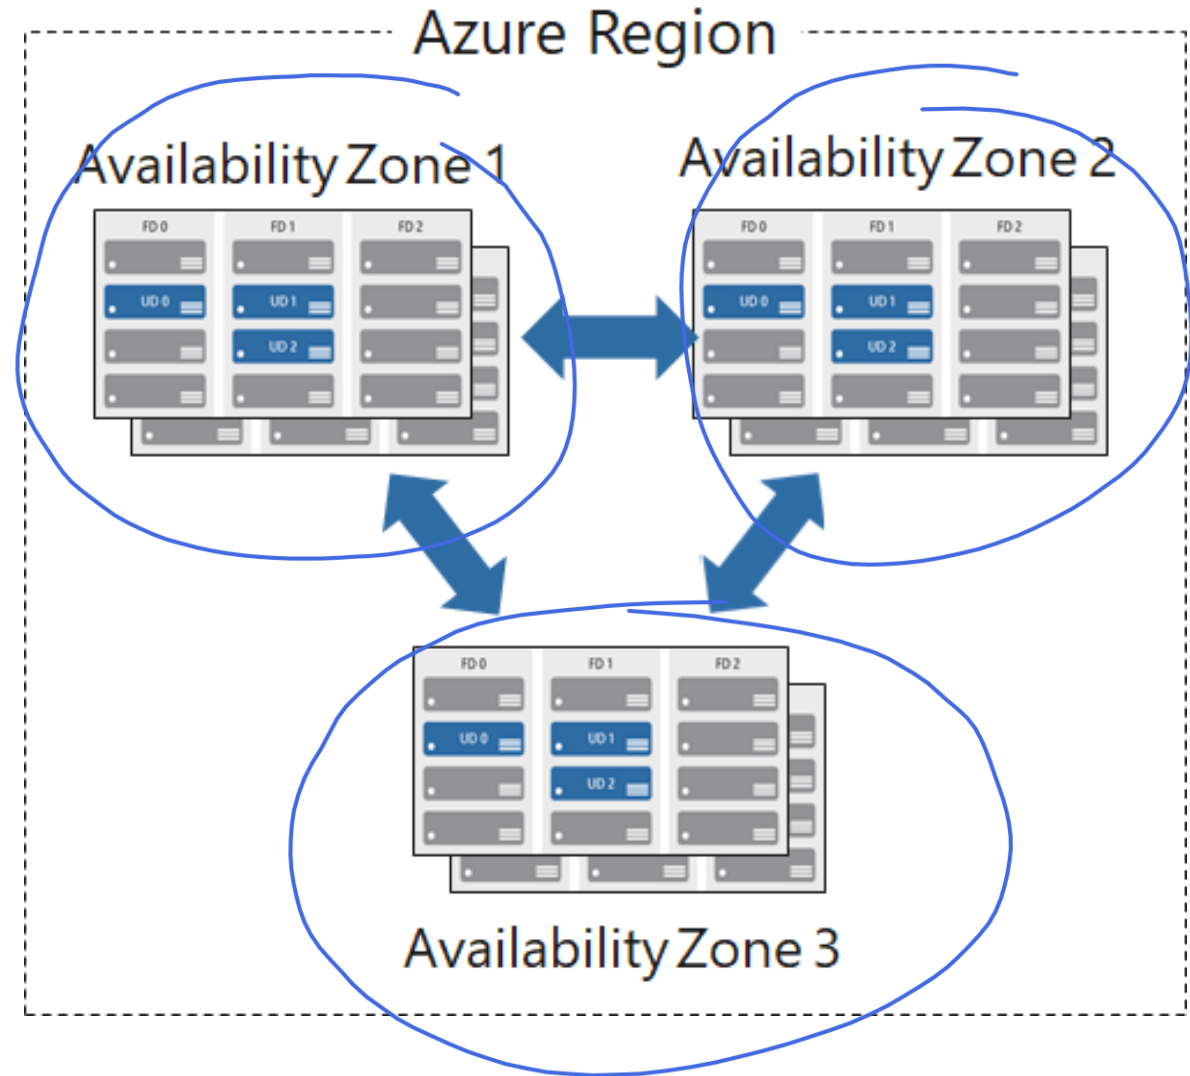 Azure Region
Availability Zone 1
Availability Zone 2
FD 0 FD 1 FD 2
UD 0 UD 1
UD 2
FD 0 FD 1 FD 2
UD 0 UD 1
UD 2
FD 0 FD 1 FD 2
UD 0 UD 1
UD 2
Availability Zone 3